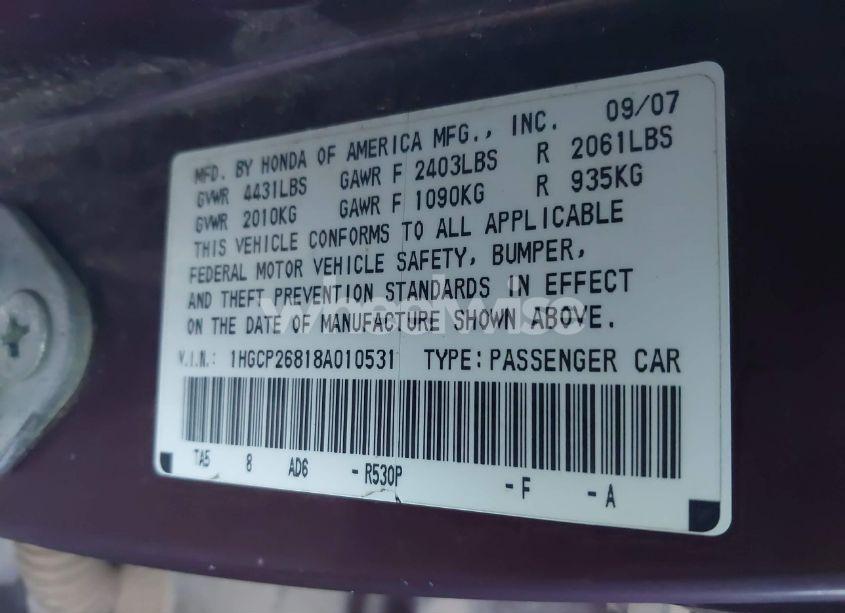 MFD. BY HONDA OF AMERICA MFG., INC. 09/07
GVWR 4431LBS GAWR F 2403LBS R 2061LBS
GVWR 2010KG GAWR F 1090KG R 935KG
THIS VEHICLE CONFORMS TO ALL APPLICABLE
FEDERAL MOTOR VEHICLE SAFETY, BUMPER,
AND THEFT PREVENTION STANDARDS IN EFFECT
ON THE DATE OF MANUFACTURE SHOWN ABOVE.
wheelwise
V.I.N.: 1HGCP26818A010531 TYPE: PASSENGER CAR
TA5 8 AD6 - R530P - F - A